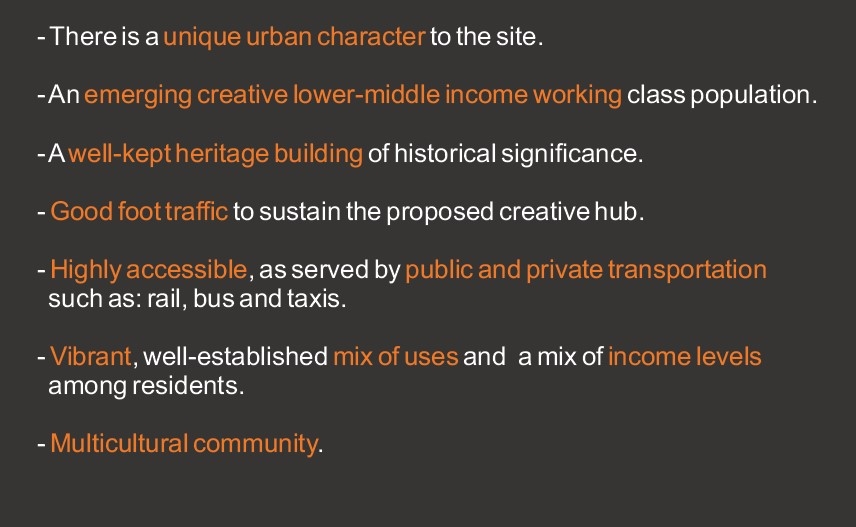 - There is a unique urban character to the site.
- An emerging creative lower-middle income working class population.
- A well-kept heritage building of historical significance.
- Good foot traffic to sustain the proposed creative hub.
- Highly accessible, as served by public and private transportation
such as: rail, bus and taxis.
- Vibrant, well-established mix of uses and  a mix of income levels
among residents.
- Multicultural community.